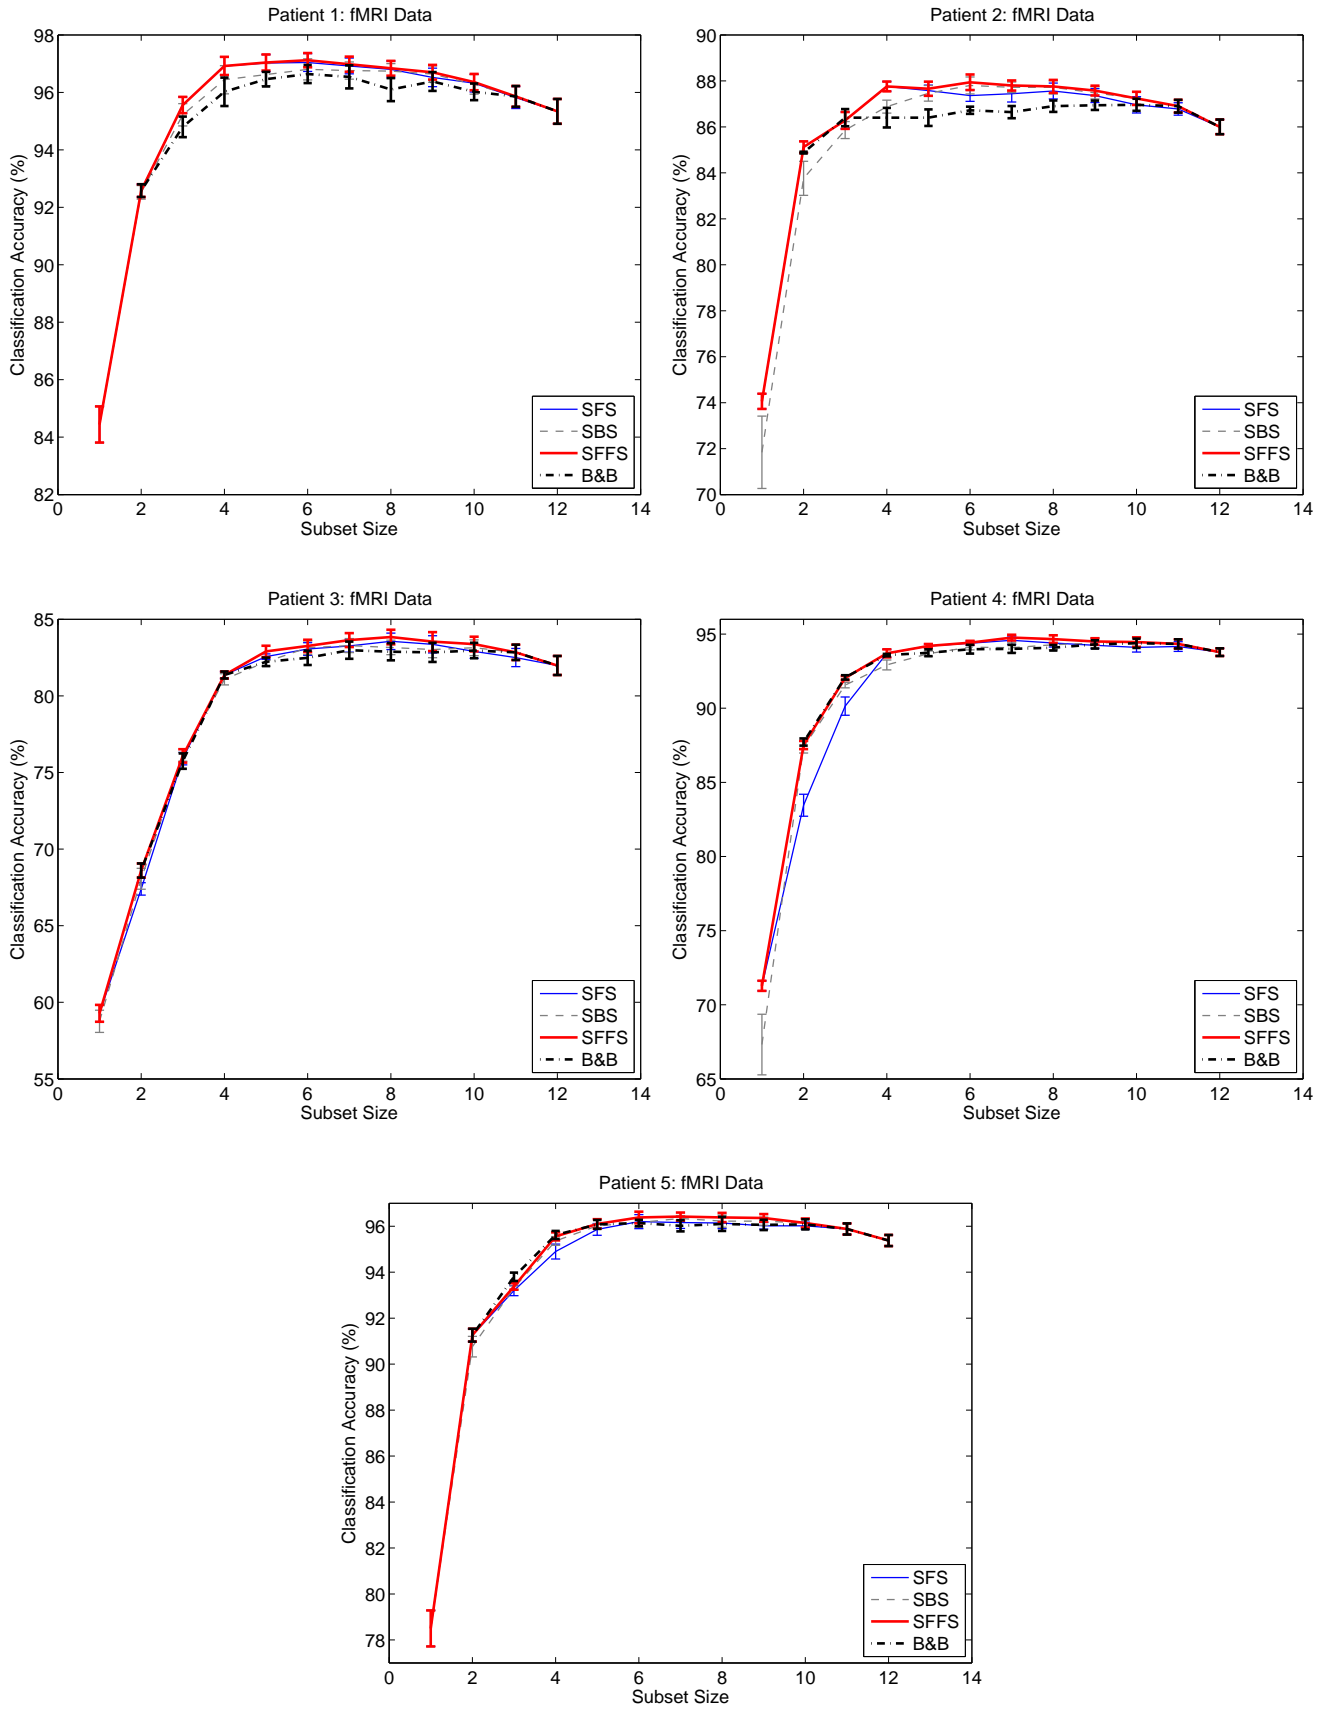 Patient 1: fMRI Data
Classification Accuracy (%)
98
96
94
92
90
88
86
84
82
0 2 4 6 8 10 12 14
Subset Size
SFS
SBS
SFFS
B&B
Patient 2: fMRI Data
Classification Accuracy (%)
90
88
86
84
82
80
78
76
74
72
70
0 2 4 6 8 10 12 14
Subset Size
SFS
SBS
SFFS
B&B
Patient 3: fMRI Data
Classification Accuracy (%)
85
80
75
70
65
60
55
0 2 4 6 8 10 12 14
Subset Size
SFS
SBS
SFFS
B&B
Patient 4: fMRI Data
Classification Accuracy (%)
95
90
85
80
75
70
65
0 2 4 6 8 10 12 14
Subset Size
SFS
SBS
SFFS
B&B
Patient 5: fMRI Data
Classification Accuracy (%)
96
94
92
90
88
86
84
82
80
78
0 2 4 6 8 10 12 14
Subset Size
SFS
SBS
SFFS
B&B